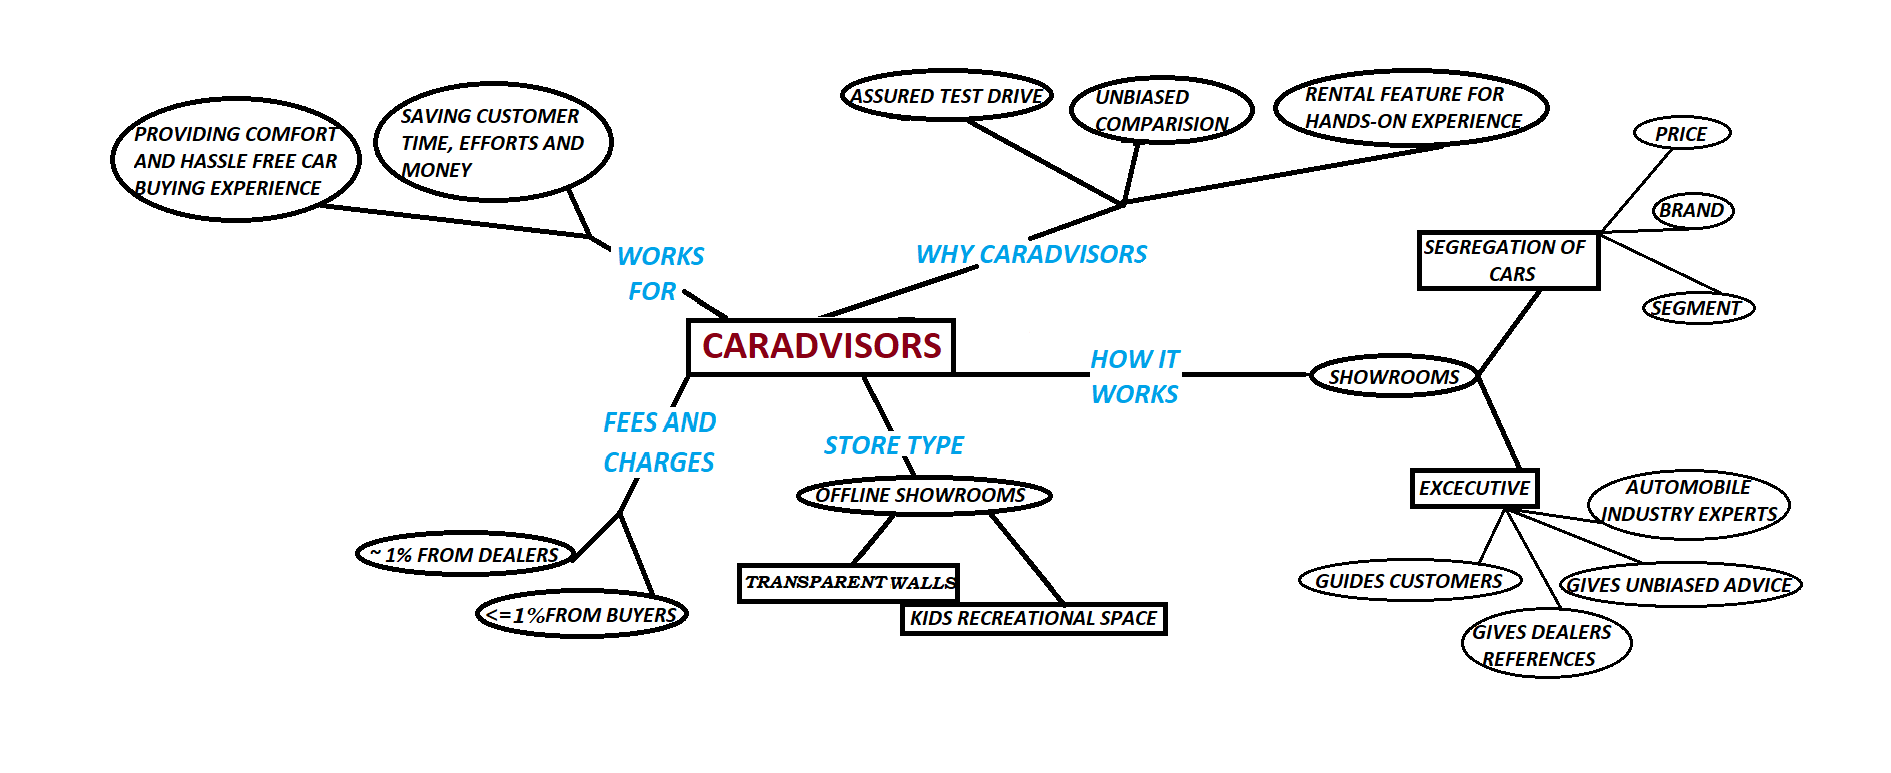 PROVIDING COMFORT
AND HASSLE FREE CAR
BUYING EXPERIENCE
SAVING CUSTOMER
TIME, EFFORTS AND
MONEY
WORKS
FOR
ASSURED TEST DRIVE
UNBIASED
COMPARISION
RENTAL FEATURE FOR
HANDS-ON EXPERIENCE
WHY CARADVISORS
CARADVISORS
HOW IT
WORKS
SHOWROOMS
SEGREGATION OF
CARS
PRICE
BRAND
SEGMENT
EXCECUTIVE
AUTOMOBILE
INDUSTRY EXPERTS
GUIDES CUSTOMERS
GIVES UNBIASED ADVICE
GIVES DEALERS
REFERENCES
FEES AND
CHARGES
~ 1% FROM DEALERS
<=1%FROM BUYERS
STORE TYPE
OFFLINE SHOWROOMS
TRANSPARENT WALLS
KIDS RECREATIONAL SPACE